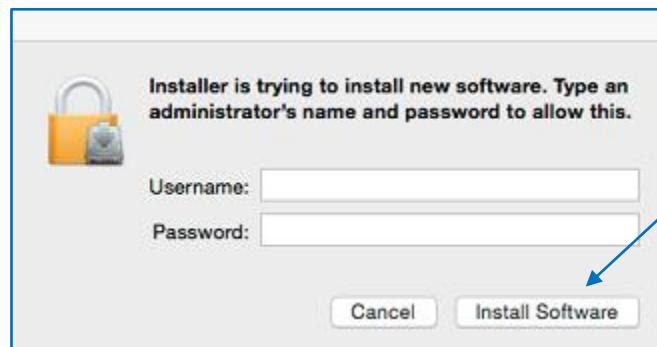 Installer is trying to install new software. Type an
administrator's name and password to allow this.
Username:
Password:
Cancel Install Software